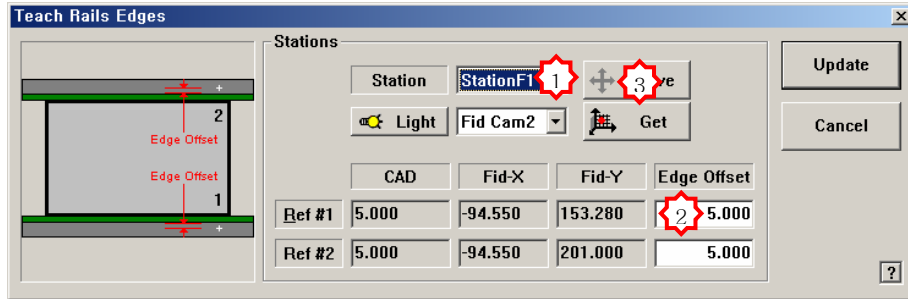 Teach Rails Edges
Stations
Station StationF1 1 3 ve
Light Fid Cam2 Get
CAD Fid-X Fid-Y Edge Offset
Ref #1 5.000 -94.550 153.280 2 5.000
Ref #2 5.000 -94.550 201.000 5.000
Update
Cancel
?
+
2
Edge Offset
Edge Offset
1
+